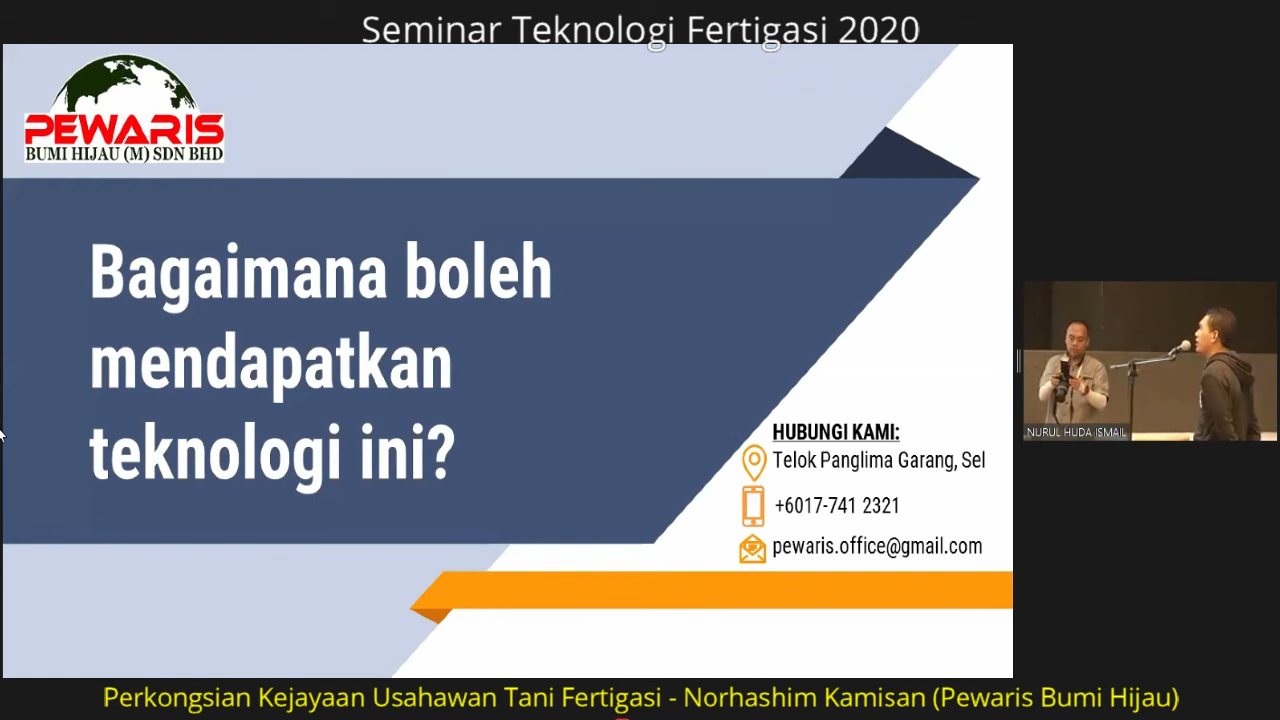 Seminar Teknologi Fertigasi 2020
PEWARIS
BUMI HIJAU (M) SDN BHD
Bagaimana boleh
mendapatkan
teknologi ini?
HUBUNGI KAMI:
Telok Panglima Garang, Sel
+6017-741 2321
pewaris.office@gmail.com
NURUL HUDA ISMAIL
Perkongsian Kejayaan Usahawan Tani Fertigasi - Norhashim Kamisan (Pewaris Bumi Hijau)